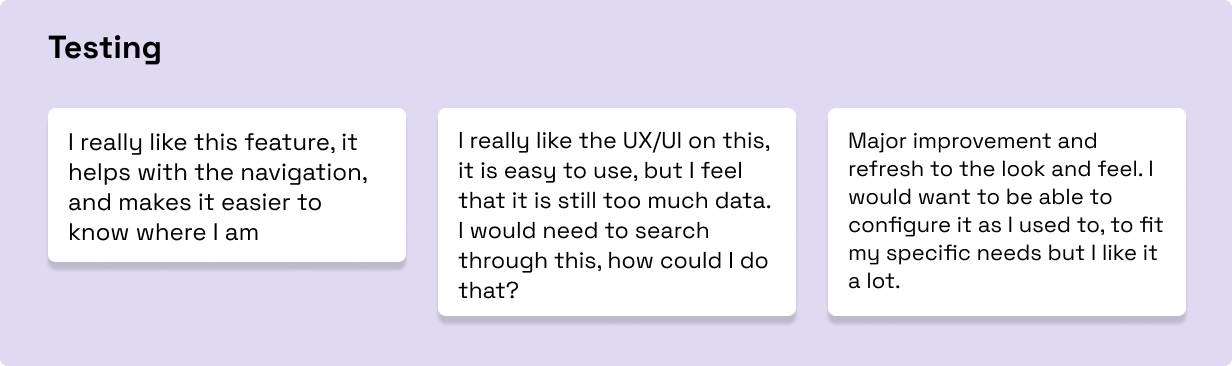 Testing
I really like this feature, it
helps with the navigation,
and makes it easier to
know where I am
I really like the UX/UI on this,
it is easy to use, but I feel
that it is still too much data.
I would need to search
through this, how could I do
that?
Major improvement and
refresh to the look and feel. I
would want to be able to
configure it as I used to, to fit
my specific needs but I like it
a lot.